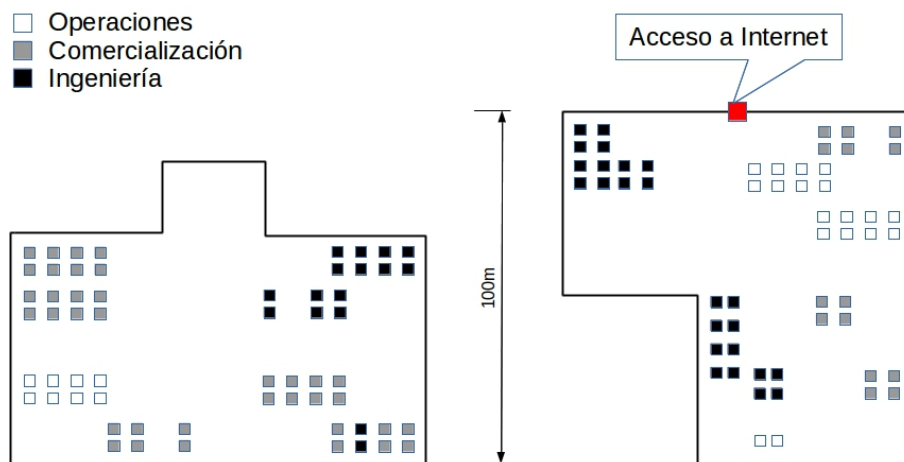 Operaciones
Comercialización
Ingeniería
Acceso a Internet
100m